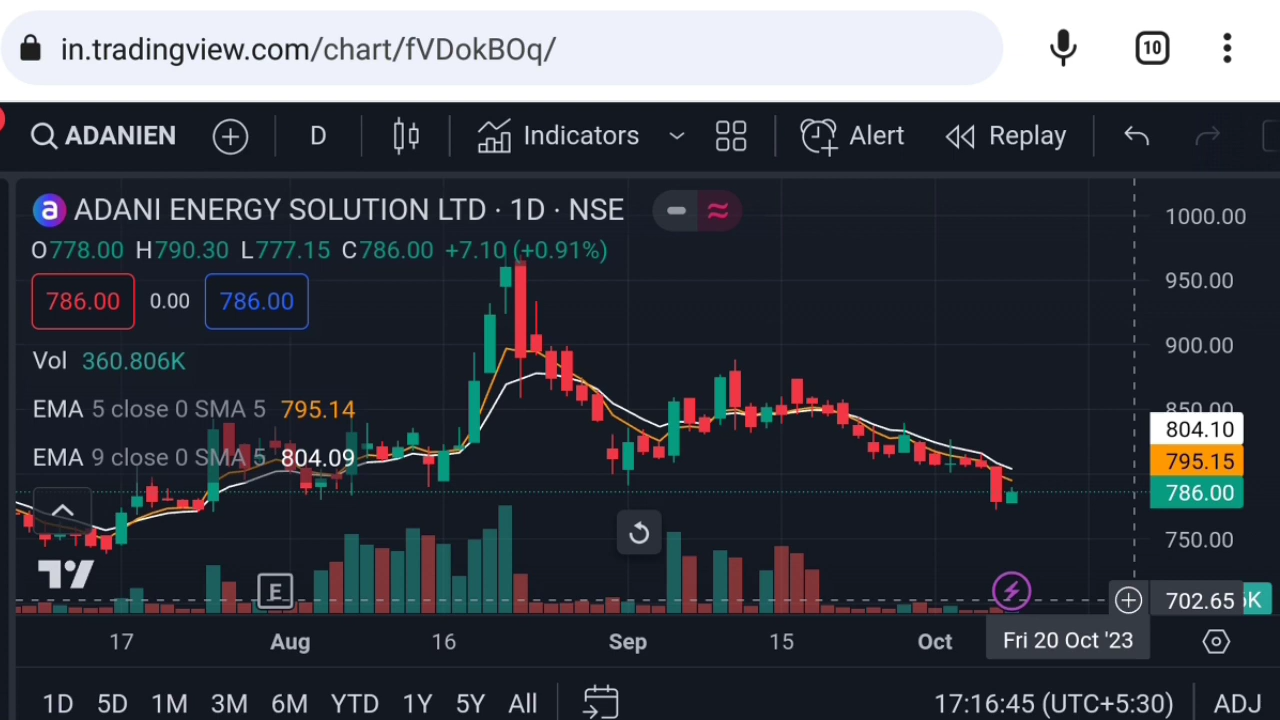 in.tradingview.com/chart/fVDokBOq/
10
ADANIEN
D
Indicators
Alert
Replay
a ADANI ENERGY SOLUTION LTD · 1D · NSE
O778.00 H790.30 L777.15 C786.00 +7.10 (+0.91%)
786.00 0.00 786.00
Vol 360.806K
EMA 5 close 0 SMA 5 795.14
EMA 9 close 0 SMA 5 804.09
1000.00
950.00
900.00
850.00
804.10
795.15
786.00
750.00
702.65
K
E
17 Aug 16 Sep 15 Oct Fri 20 Oct '23
1D 5D 1M 3M 6M YTD 1Y 5Y All
17:16:45 (UTC+5:30) ADJ